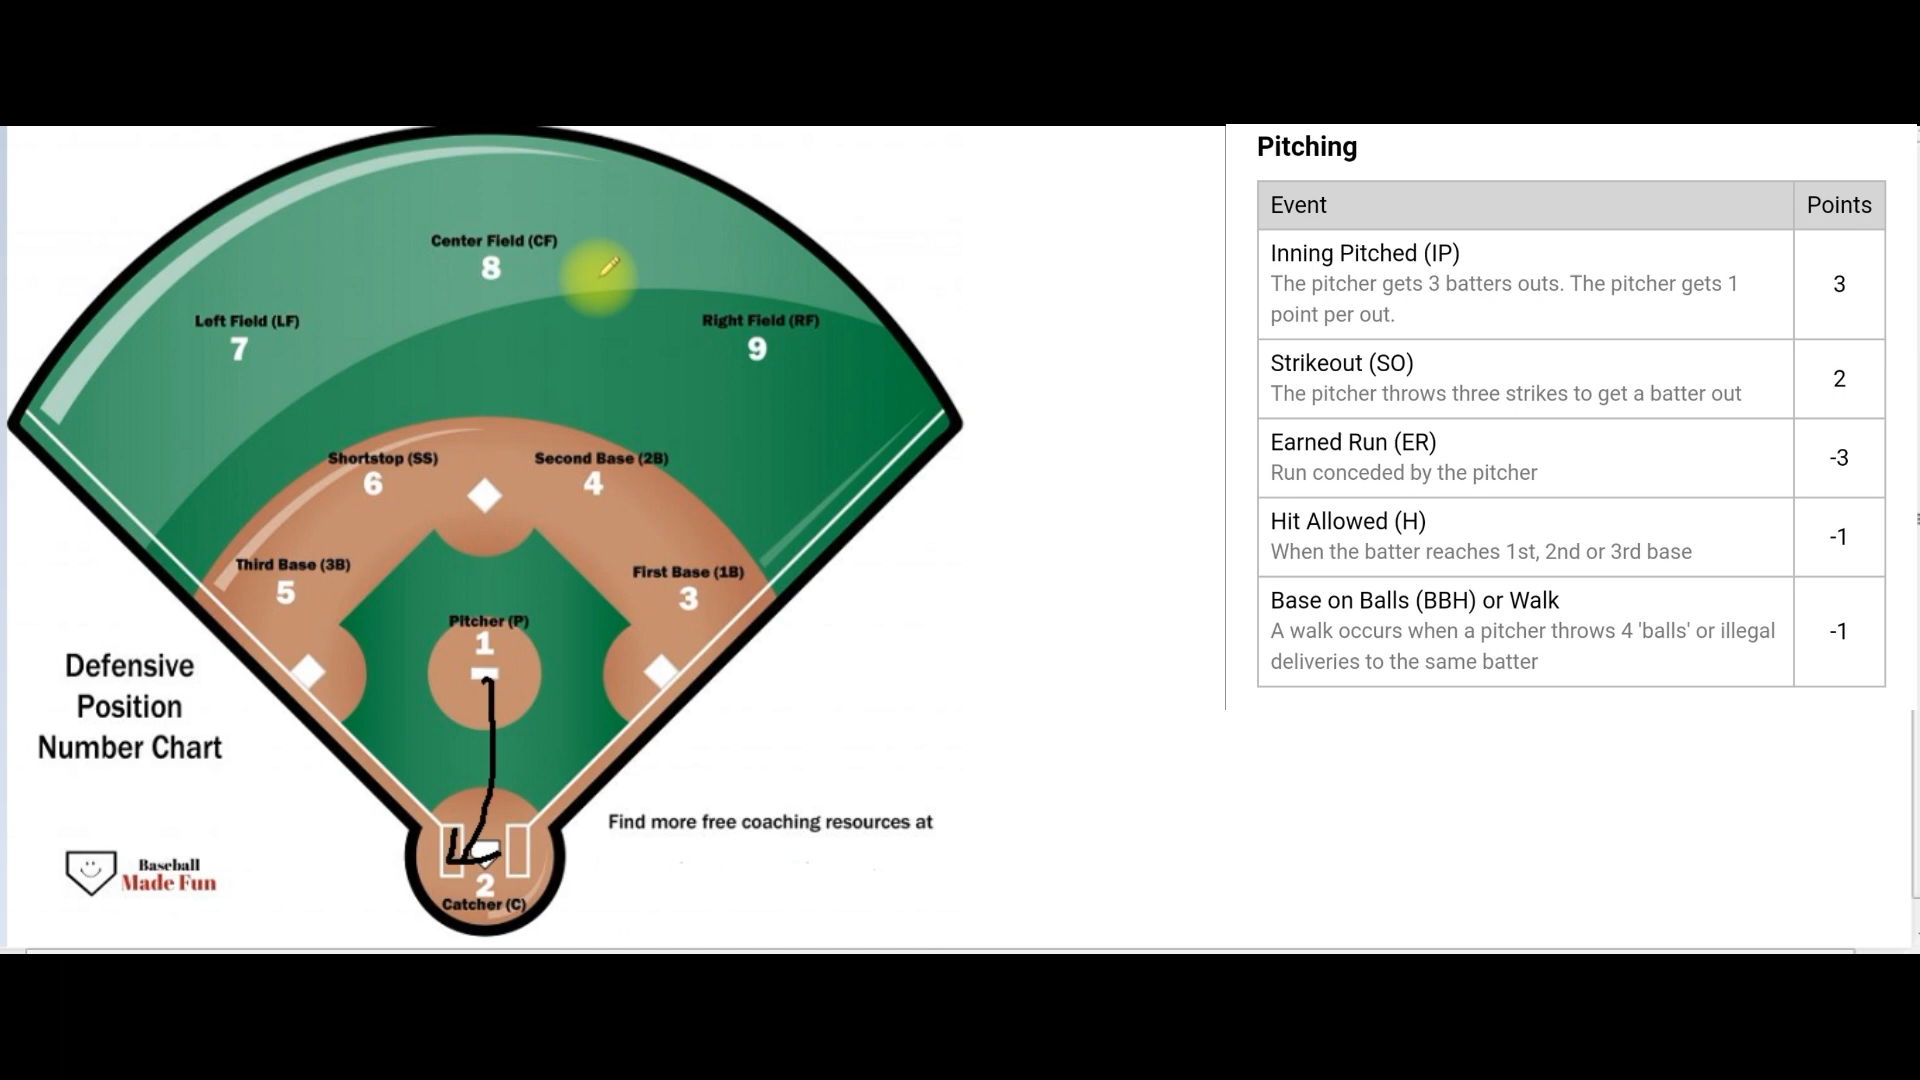 Center Field (CF)
8
Left Field (LF)
7
Right Field (RF)
9
Shortstop (SS)
6
Second Base (2B)
4
Third Base (3B)
5
First Base (1B)
3
Pitcher (P)
1
2
Catcher (C)
Defensive
Position
Number Chart
Baseball
Made Fun
Find more free coaching resources at
Pitching
Event Points
Inning Pitched (IP)
The pitcher gets 3 batters outs. The pitcher gets 1
point per out.
3
Strikeout (SO)
The pitcher throws three strikes to get a batter out
2
Earned Run (ER)
Run conceded by the pitcher
-3
Hit Allowed (H)
When the batter reaches 1st, 2nd or 3rd base
-1
Base on Balls (BBH) or Walk
A walk occurs when a pitcher throws 4 'balls' or illegal
deliveries to the same batter
-1